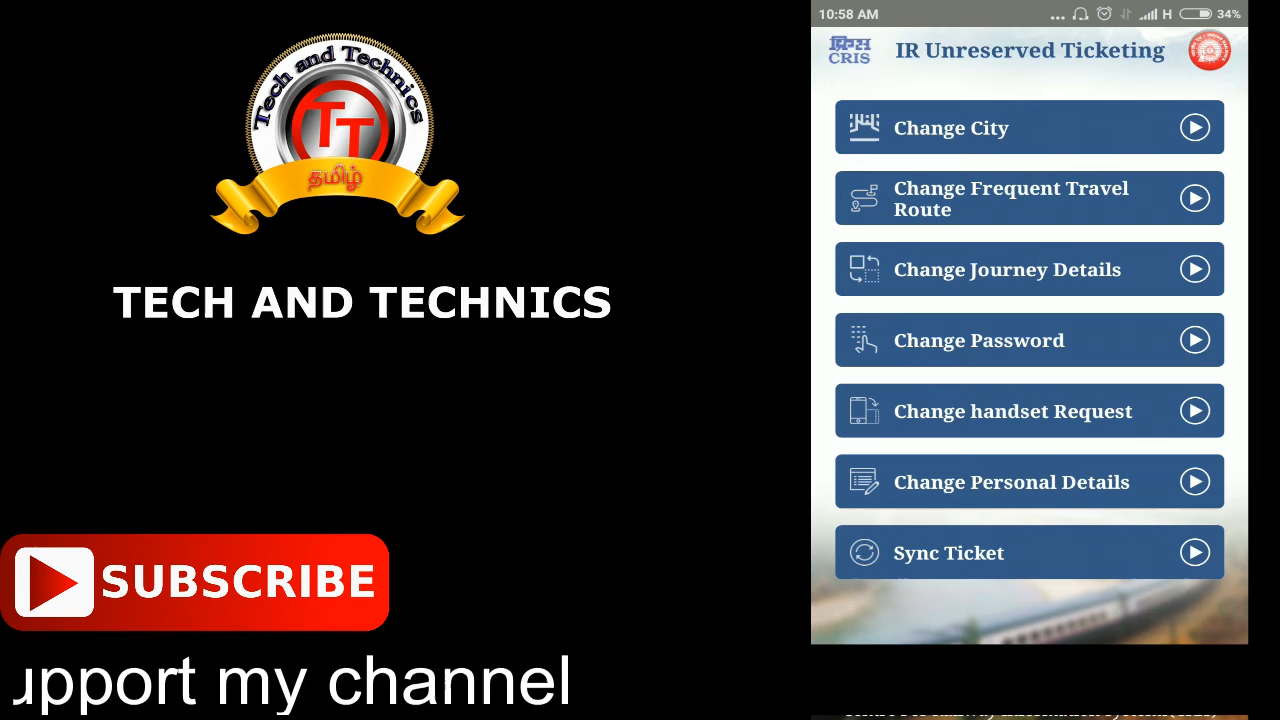 Tech and Technics
TT
தமிழ்
TECH AND TECHNICS
SUBSCRIBE
upport my channel
10:58 AM
H 34%
क्रिस
CRIS
IR Unreserved Ticketing
Change City
Change Frequent Travel
Route
Change Journey Details
Change Password
Change handset Request
Change Personal Details
Sync Ticket